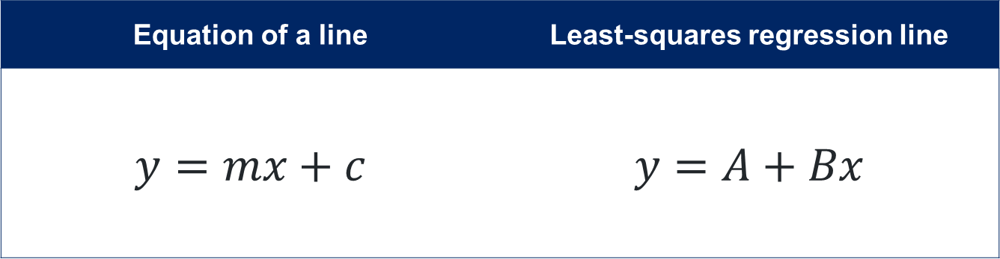 Equation of a line Least-squares regression line
y = mx + c y = A + Bx